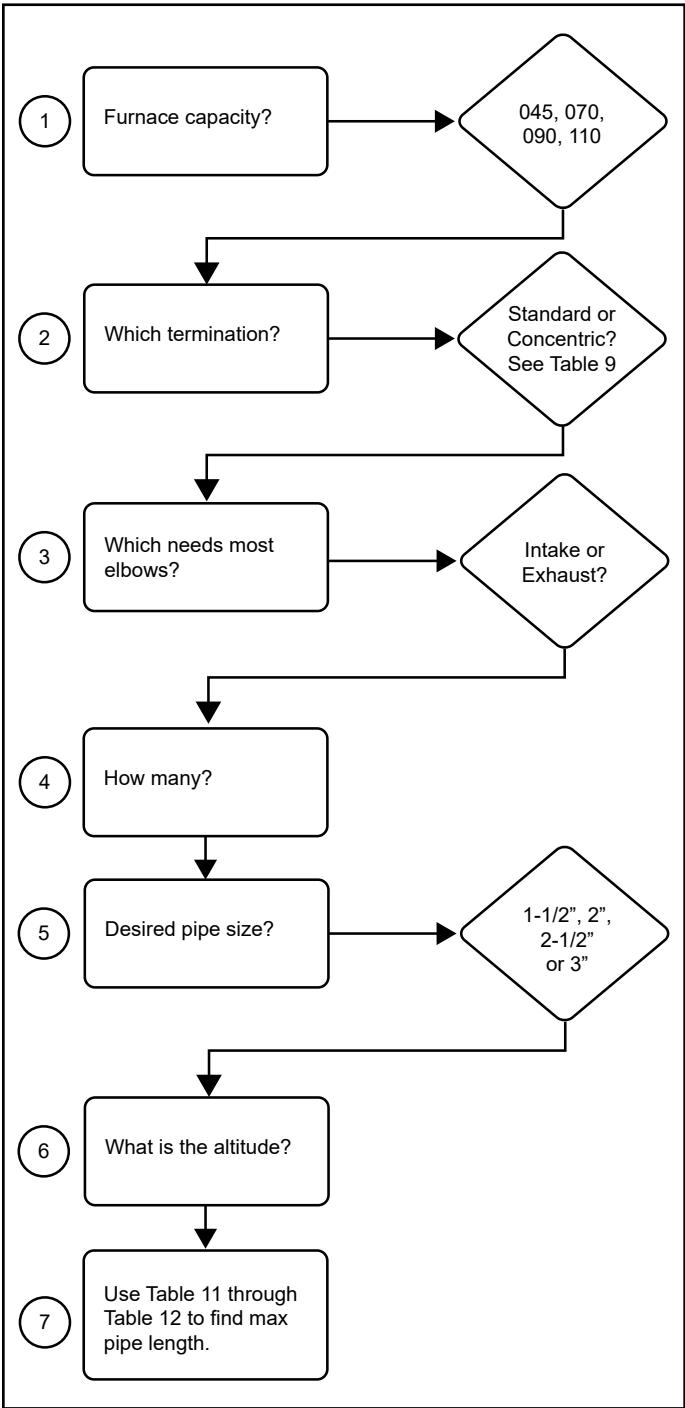 1
Furnace capacity?
045, 070,
090, 110
2
Which termination?
Standard or
Concentric?
See Table 9
3
Which needs most
elbows?
Intake or
Exhaust?
4
How many?
5
Desired pipe size?
1-1/2”, 2”,
2-1/2”
or 3”
6
What is the altitude?
7
Use Table 11 through
Table 12 to find max
pipe length.